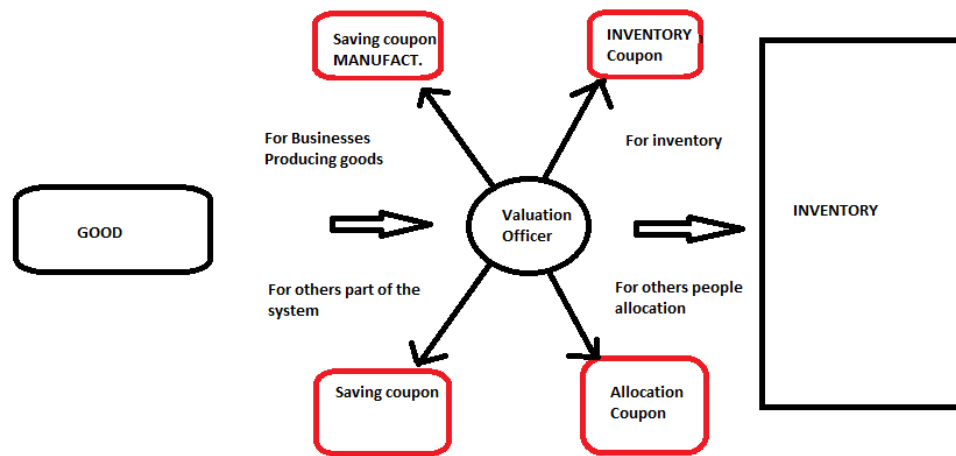 Saving coupon
MANUFACT.
INVENTORY
Coupon
For Businesses
Producing goods
For inventory
GOOD
Valuation
Officer
INVENTORY
For others part of the
system
For others people
allocation
Saving coupon
Allocation
Coupon